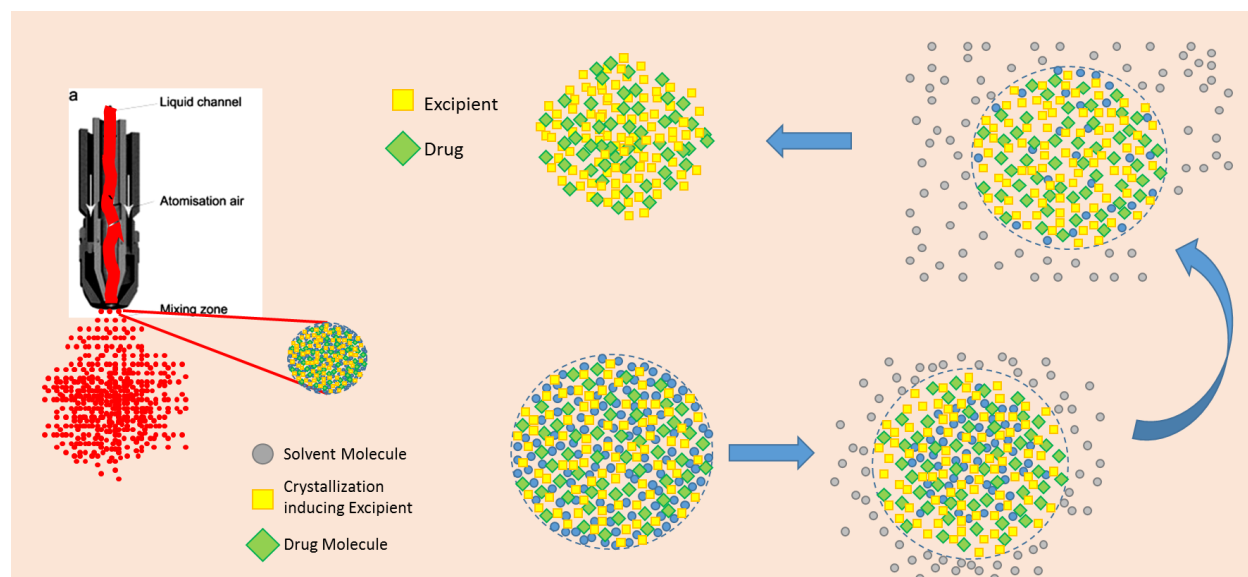 a
Liquid channel
Atomisation air
Mixing zone
Excipient
Drug
Solvent Molecule
Crystallization
inducing Excipient
Drug Molecule